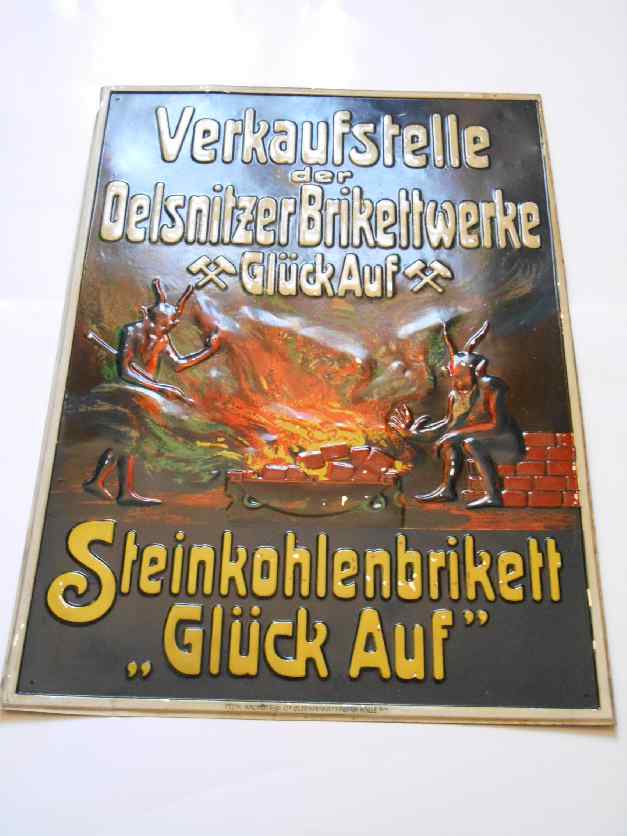 Verkaufstelle
der
Oelsnitzer Brikettwerke
Glück Auf
Steinkohlenbrikett
„Glück Auf”